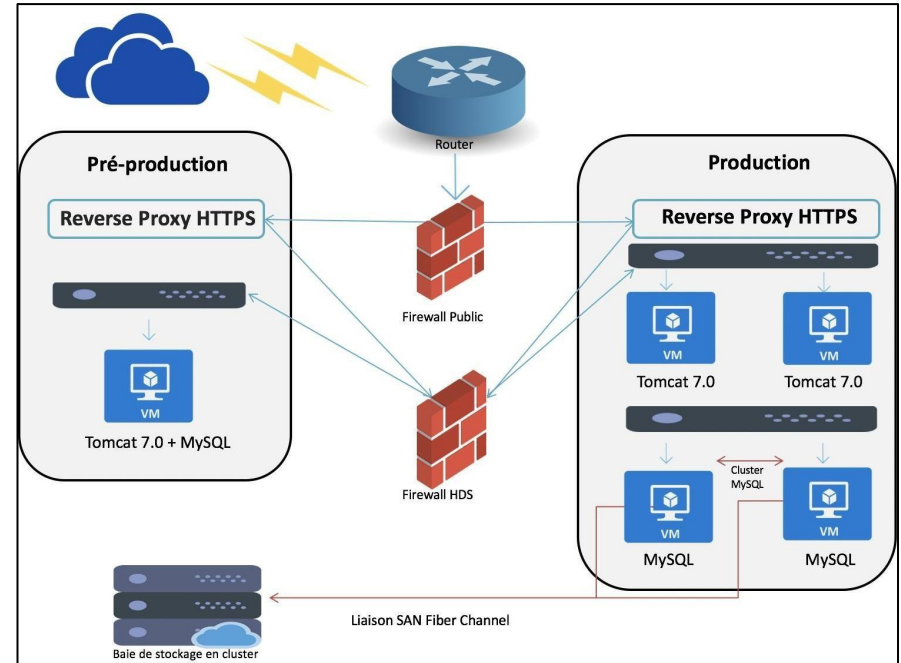 Router
Pré-production
Production
Reverse Proxy HTTPS
Reverse Proxy HTTPS
Firewall Public
VM
VM
Tomcat 7.0
Tomcat 7.0
VM
Tomcat 7.0 + MySQL
Firewall HDS
Cluster
MySQL
VM
VM
MySQL
MySQL
Liaison SAN Fiber Channel
Baie de stockage en cluster